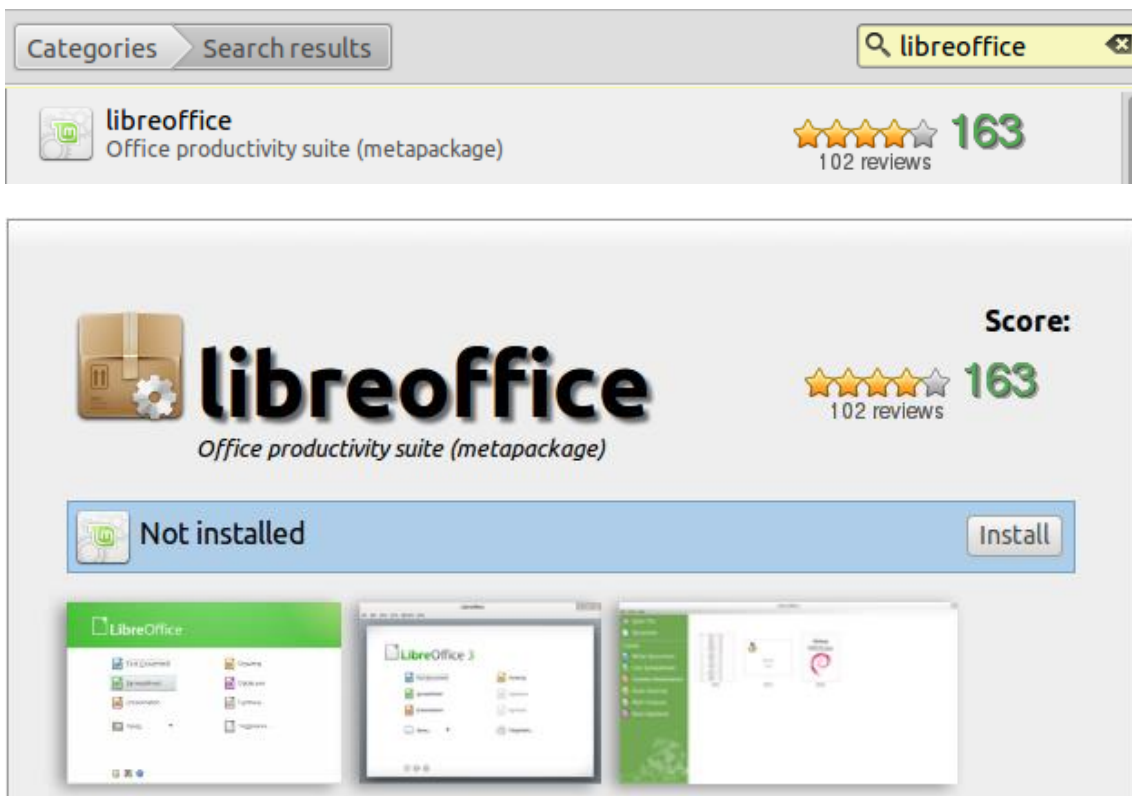 Categories Search results libreoffice
libreoffice
Office productivity suite (metapackage)
163
102 reviews
Score:
libreoffice
163
102 reviews
Office productivity suite (metapackage)
Not installed Install
LibreOffice
LibreOffice 3